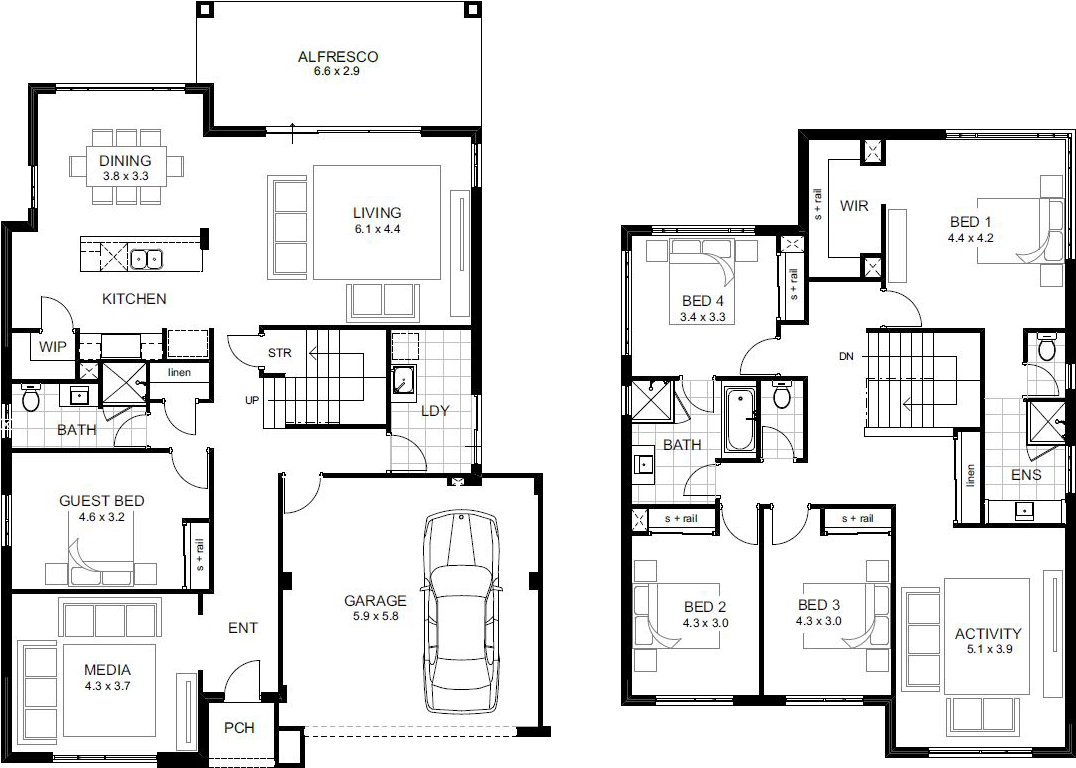 ALFRESCO
6.6 x 2.9
DINING
3.8 x 3.3
LIVING
6.1 x 4.4
KITCHEN
WIP
STR
linen
UP
LDY
BATH
GUEST BED
4.6 x 3.2
s + rail
GARAGE
5.9 x 5.8
ENT
MEDIA
4.3 x 3.7
PCH
s + rail
WIR
BED 1
4.4 x 4.2
BED 4
3.4 x 3.3
s + rail
DN
BATH
linen
ENS
s + rail
s + rail
BED 2
4.3 x 3.0
BED 3
4.3 x 3.0
ACTIVITY
5.1 x 3.9